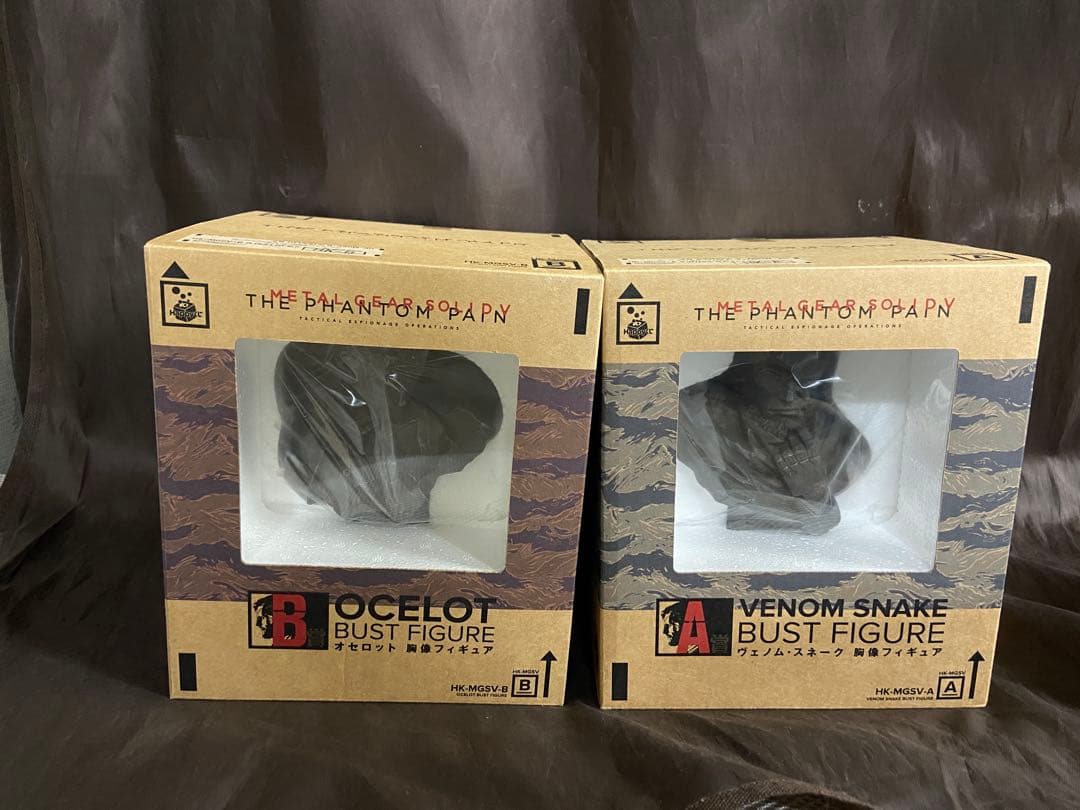 HK-MGSV-B
B
METAL GEAR SOLID V
THE PHANTOM PAIN
TACTICAL ESPIONAGE OPERATIONS
B
OCELOT
BUST FIGURE
オセロット 胸像フィギュア
HK-MGSV
B
HK-MGSV-B
OCELOT BUST FIGURE
METAL GEAR SOLID V
THE PHANTOM PAIN
TACTICAL ESPIONAGE OPERATIONS
A
VENOM SNAKE
BUST FIGURE
ヴェノム・スネーク 胸像フィギュア
HK-MGSV
A
HK-MGSV-A
VENOM SNAKE BUST FIGURE